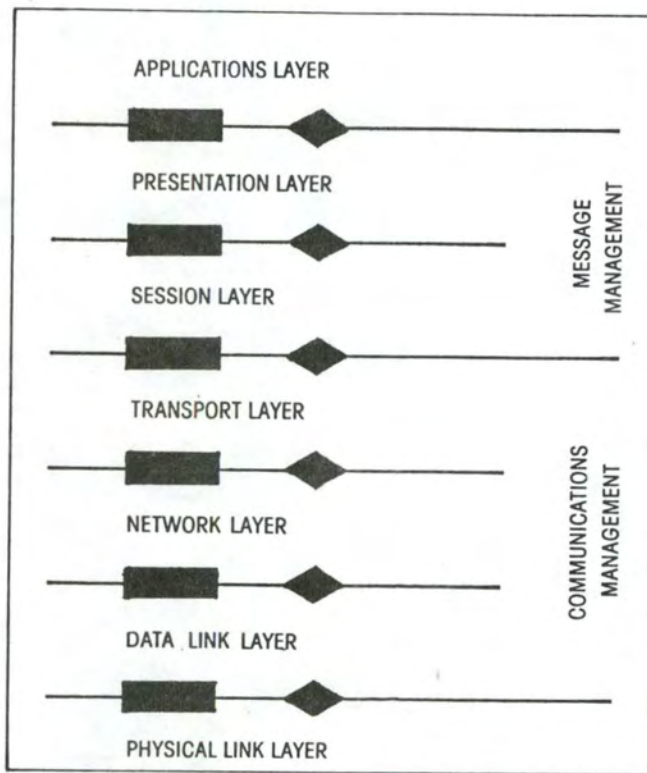 APPLICATIONS LAYER
PRESENTATION LAYER
SESSION LAYER
TRANSPORT LAYER
NETWORK LAYER
DATA LINK LAYER
PHYSICAL LINK LAYER
MESSAGE
MANAGEMENT
COMMUNICATIONS
MANAGEMENT